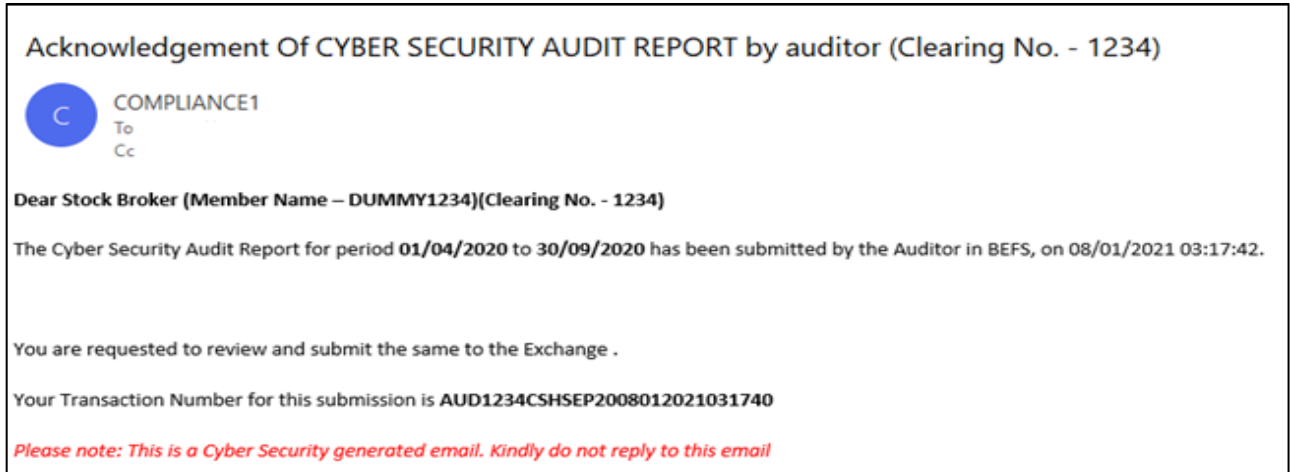 Acknowledgement Of CYBER SECURITY AUDIT REPORT by auditor (Clearing No. - 1234)
C
COMPLIANCE1
To
Cc
Dear Stock Broker (Member Name – DUMMY1234)(Clearing No. - 1234)
The Cyber Security Audit Report for period 01/04/2020 to 30/09/2020 has been submitted by the Auditor in BEFS, on 08/01/2021 03:17:42.
You are requested to review and submit the same to the Exchange .
Your Transaction Number for this submission is AUD1234CSHSEP2008012021031740
Please note: This is a Cyber Security generated email. Kindly do not reply to this email